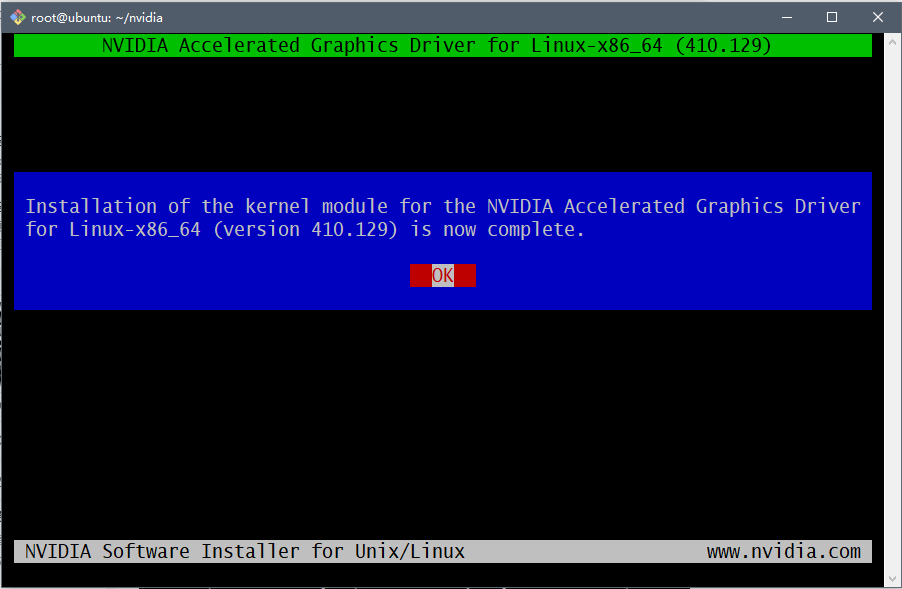 root@ubuntu: ~/nvidia
NVIDIA Accelerated Graphics Driver for Linux-x86_64 (410.129)
Installation of the kernel module for the NVIDIA Accelerated Graphics Driver
for Linux-x86_64 (version 410.129) is now complete.
OK
NVIDIA Software Installer for Unix/Linux www.nvidia.com